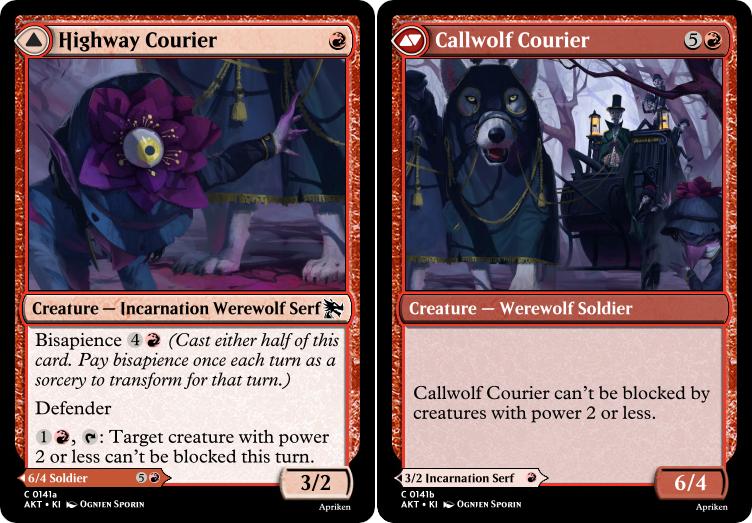 Highway Courier
Creature — Incarnation Werewolf Serf
Bisapience 4 (Cast either half of this
card. Pay bisapience once each turn as a
sorcery to transform for that turn.)
Defender
1 , : Target creature with power
2 or less can't be blocked this turn.
6/4 Soldier 5
3/2
C 0141a
AKT • KI Ognjen Sporin
Apriken
Callwolf Courier 5
Creature — Werewolf Soldier
Callwolf Courier can't be blocked by
creatures with power 2 or less.
3/2 Incarnation Serf
6/4
C 0141b
AKT • KI Ognjen Sporin
Apriken